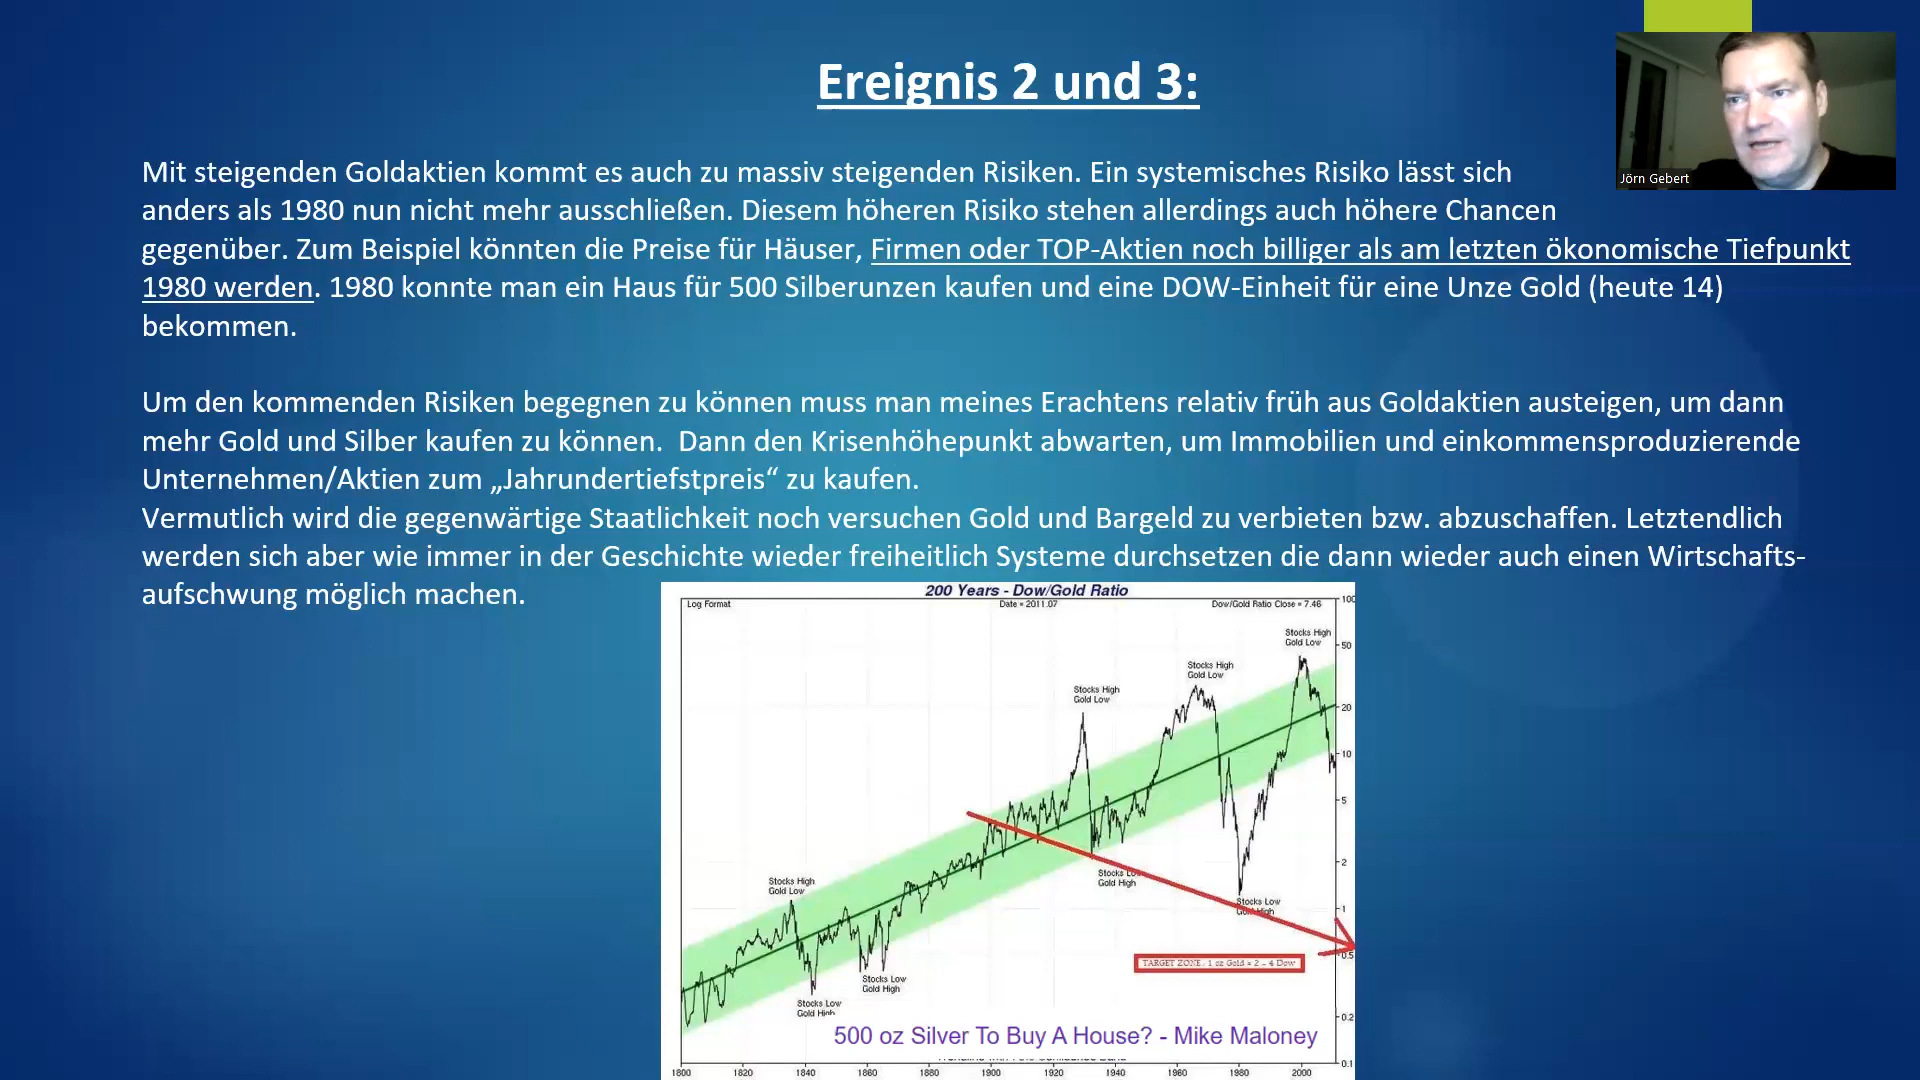 Ereignis 2 und 3:
Jörn Gebert
Mit steigenden Goldaktien kommt es auch zu massiv steigenden Risiken. Ein systemisches Risiko lässt sich
anders als 1980 nun nicht mehr ausschließen. Diesem höheren Risiko stehen allerdings auch höhere Chancen
gegenüber. Zum Beispiel könnten die Preise für Häuser, Firmen oder TOP-Aktien noch billiger als am letzten ökonomische Tiefpunkt
1980 werden. 1980 konnte man ein Haus für 500 Silberunzen kaufen und eine DOW-Einheit für eine Unze Gold (heute 14)
bekommen.
Um den kommenden Risiken begegnen zu können muss man meines Erachtens relativ früh aus Goldaktien austeigen, um dann
mehr Gold und Silber kaufen zu können.  Dann den Krisenhöhepunkt abwarten, um Immobilien und einkommensproduzierende
Unternehmen/Aktien zum „Jahrundertiefstpreis“ zu kaufen.
Vermutlich wird die gegenwärtige Staatlichkeit noch versuchen Gold und Bargeld zu verbieten bzw. abzuschaffen. Letztendlich
werden sich aber wie immer in der Geschichte wieder freiheitlich Systeme durchsetzen die dann wieder auch einen Wirtschafts-
aufschwung möglich machen.
200 Years - Dow/Gold Ratio
Log Format
Date = 2011.07
Dow/Gold Ratio Close = 7.46
100
Stocks High
Gold Low
50
Stocks High
Gold Low
Stocks High
Gold Low
20
10
5
2
Stocks Low
Gold High
Stocks High
Gold Low
Stocks Low
Gold High
1
TARGET ZONE : 1 oz Gold = 2 - 4 Dow
0.5
Stocks Low
Gold High
Stocks Low
Gold High
0.2
500 oz Silver To Buy A House? - Mike Maloney
0.1
1800 1820 1840 1860 1880 1900 1920 1940 1960 1980 2000